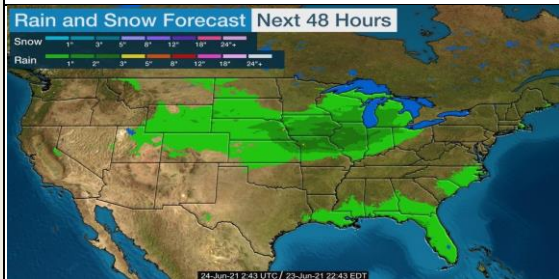 Rain and Snow Forecast Next 48 Hours
Snow
1" 3" 5" 8" 12" 18" 24"+
Rain
1" 2" 3" 5" 8" 12" 18" 24"+
24-Jun-21 2:43 UTC / 23-Jun-21 22:43 EDT